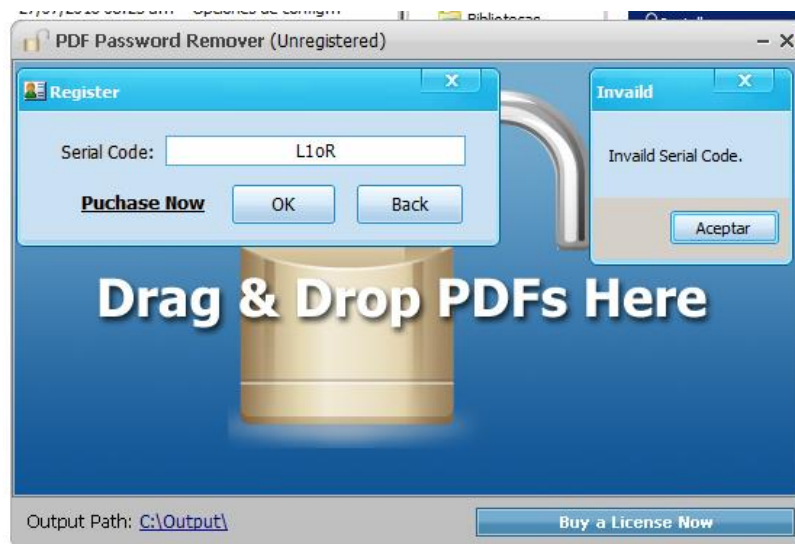 PDF Password Remover (Unregistered)
Register
Invaild
Serial Code:
L1oR
Invaild Serial Code.
Puchase Now
OK
Back
Aceptar
Drag & Drop PDFs Here
Output Path: C:\Output\
Buy a License Now